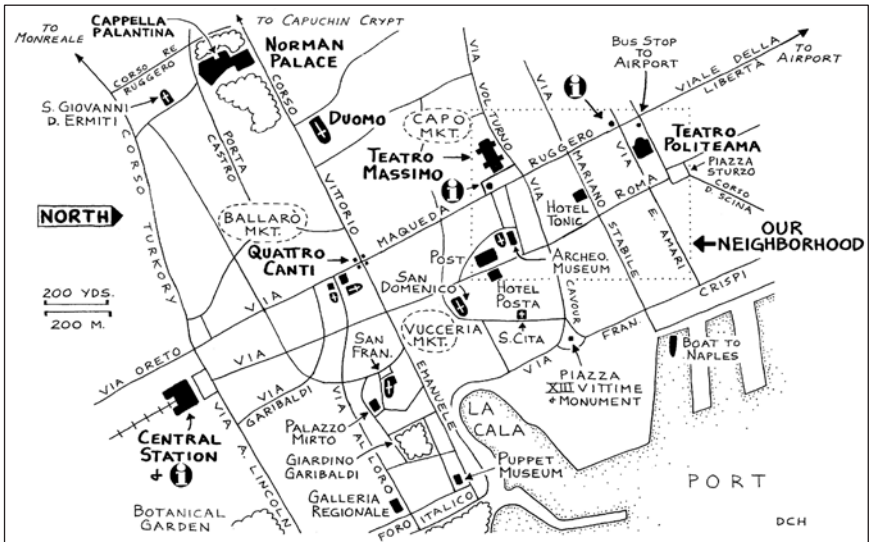 CAPPELLA
PALANTINA
TO CAPUCHIN CRYPT
TO
MONREALE
CORSO RE
RUGGERO
NORMAN
PALACE
S. GIOVANNI
D. ERMITI
CORSO TURKORY
PORTA
CASTRO
CORSO
VITTORIO
EMANUELE
DUOMO
CAPO
MKT.
VIA
VOLTURNO
TEATRO
MASSIMO
i
RUGGERO
VIA
MARIANO
STABILE
i
BUS STOP
TO
AIRPORT
VIALE DELLA
LIBERTÀ
TO
AIRPORT
VIA
E. AMARI
TEATRO
POLITEAMA
PIAZZA
STURZO
CORSO
D. SCINA
NORTH
BALLARO
MKT.
QUATTRO
CANTI
VIA
MAQUEDA
ROMA
HOTEL
TONIC
OUR
NEIGHBORHOOD
POST
ARCHEO.
MUSEUM
SAN
DOMENICO
HOTEL
POSTA
VIA
CAVOUR
200 YDS.
200 M.
VUCCERIA
MKT.
S. CITA
VIA
FRAN.
CRISPI
BOAT TO
NAPLES
SAN
FRAN.
PIAZZA
XIII VITTIME
& MONUMENT
VIA ORETO
VIA
VIA
GARIBALDI
VIA
AL
LORO
PALAZZO
MIRTO
GIARDINO
GARIBALDI
LA
CALA
CENTRAL
STATION
& i
VIA A. LINCOLN
BOTANICAL
GARDEN
GALLERIA
REGIONALE
FORO
ITALICO
PUPPET
MUSEUM
PORT
DCH